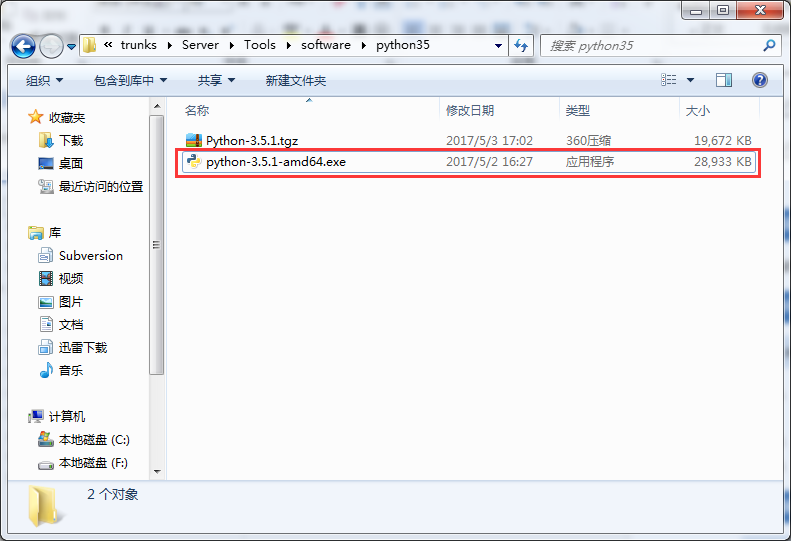 « trunks Server Tools software python35 搜索 python35
组织 包含到库中 共享 新建文件夹
名称 修改日期 类型 大小
Python-3.5.1.tgz 2017/5/3 17:02 360压缩 19,672 KB
python-3.5.1-amd64.exe 2017/5/2 16:27 应用程序 28,933 KB
收藏夹
下载
桌面
最近访问的位置
库
Subversion
视频
图片
文档
迅雷下载
音乐
计算机
本地磁盘 (C:)
本地磁盘 (F:)
2 个对象